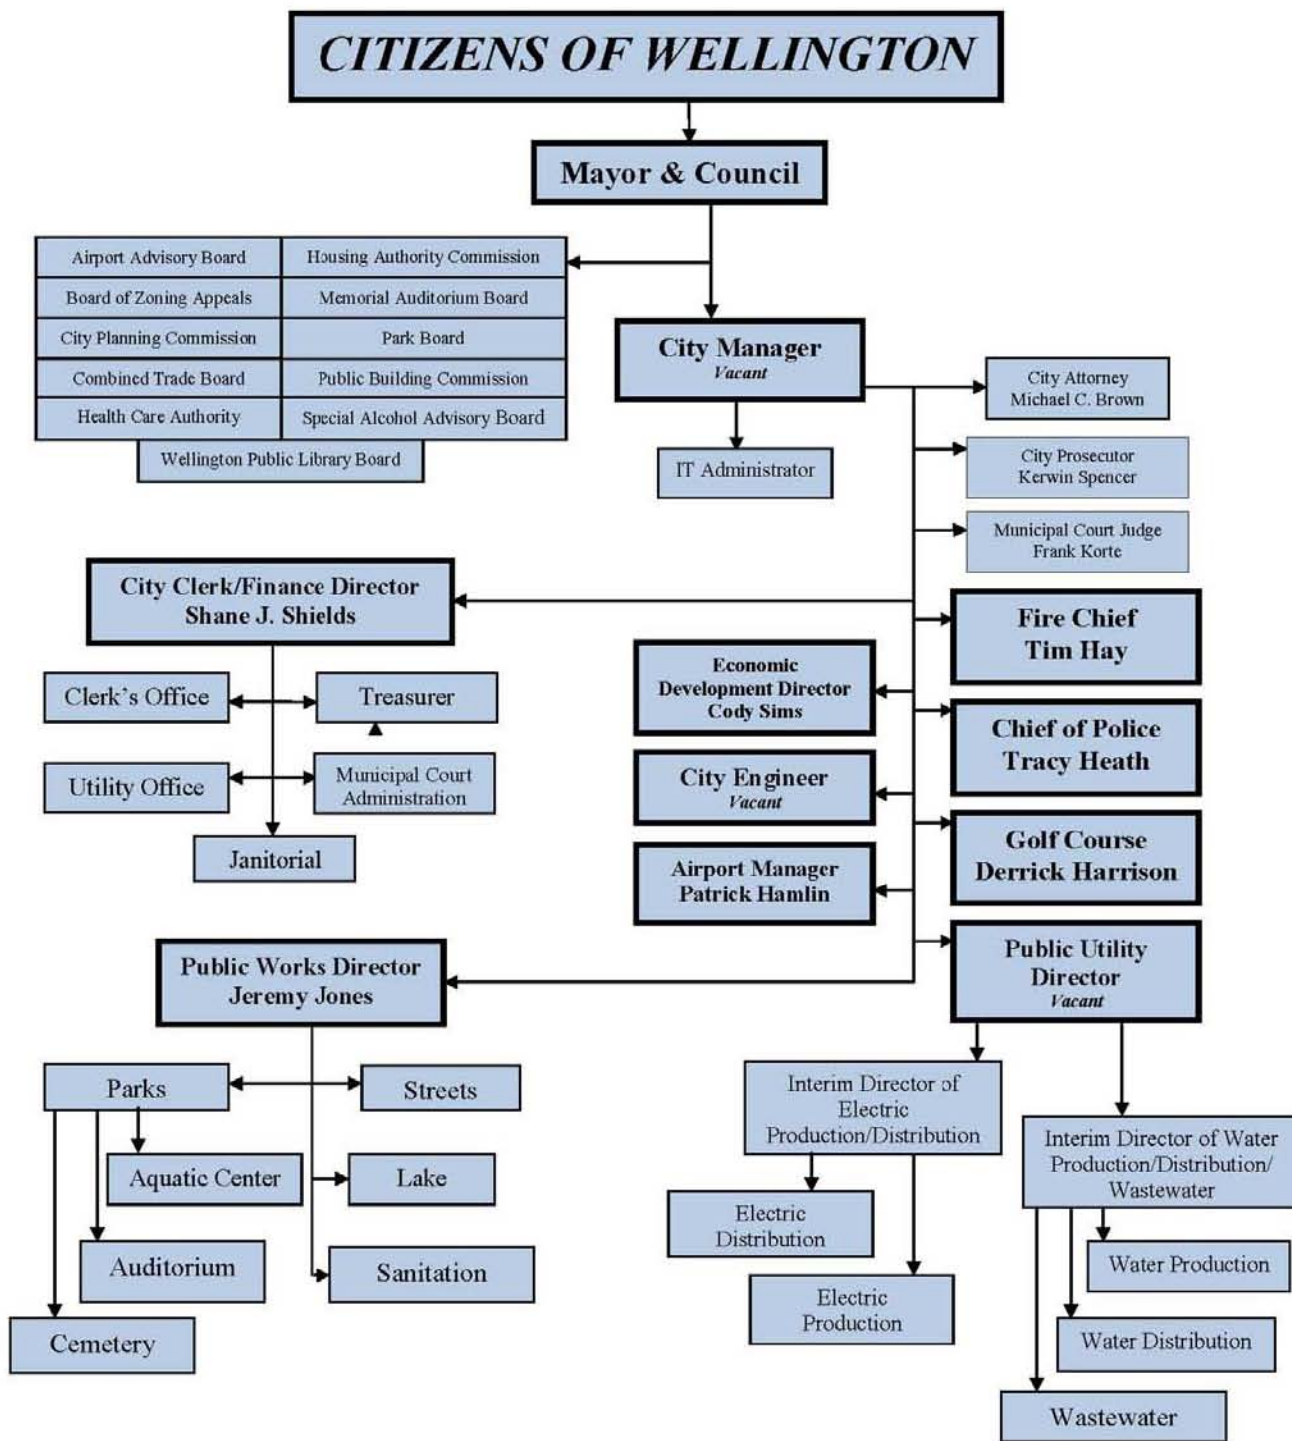 CITIZENS OF WELLINGTON
Mayor & Council
Airport Advisory Board
Housing Authority Commission
Board of Zoning Appeals
Memorial Auditorium Board
City Planning Commission
Park Board
Combined Trade Board
Public Building Commission
Health Care Authority
Special Alcohol Advisory Board
Wellington Public Library Board
City Manager
Vacant
IT Administrator
City Attorney
Michael C. Brown
City Prosecutor
Kerwin Spencer
Municipal Court Judge
Frank Korte
City Clerk/Finance Director
Shane J. Shields
Clerk's Office
Treasurer
Utility Office
Municipal Court
Administration
Janitorial
Fire Chief
Tim Hay
Economic
Development Director
Cody Sims
Chief of Police
Tracy Heath
City Engineer
Vacant
Golf Course
Derrick Harrison
Airport Manager
Patrick Hamlin
Public Utility
Director
Vacant
Public Works Director
Jeremy Jones
Parks
Streets
Aquatic Center
Lake
Auditorium
Sanitation
Cemetery
Interim Director of
Electric
Production/Distribution
Electric
Distribution
Electric
Production
Interim Director of Water
Production/Distribution/
Wastewater
Water Production
Water Distribution
Wastewater